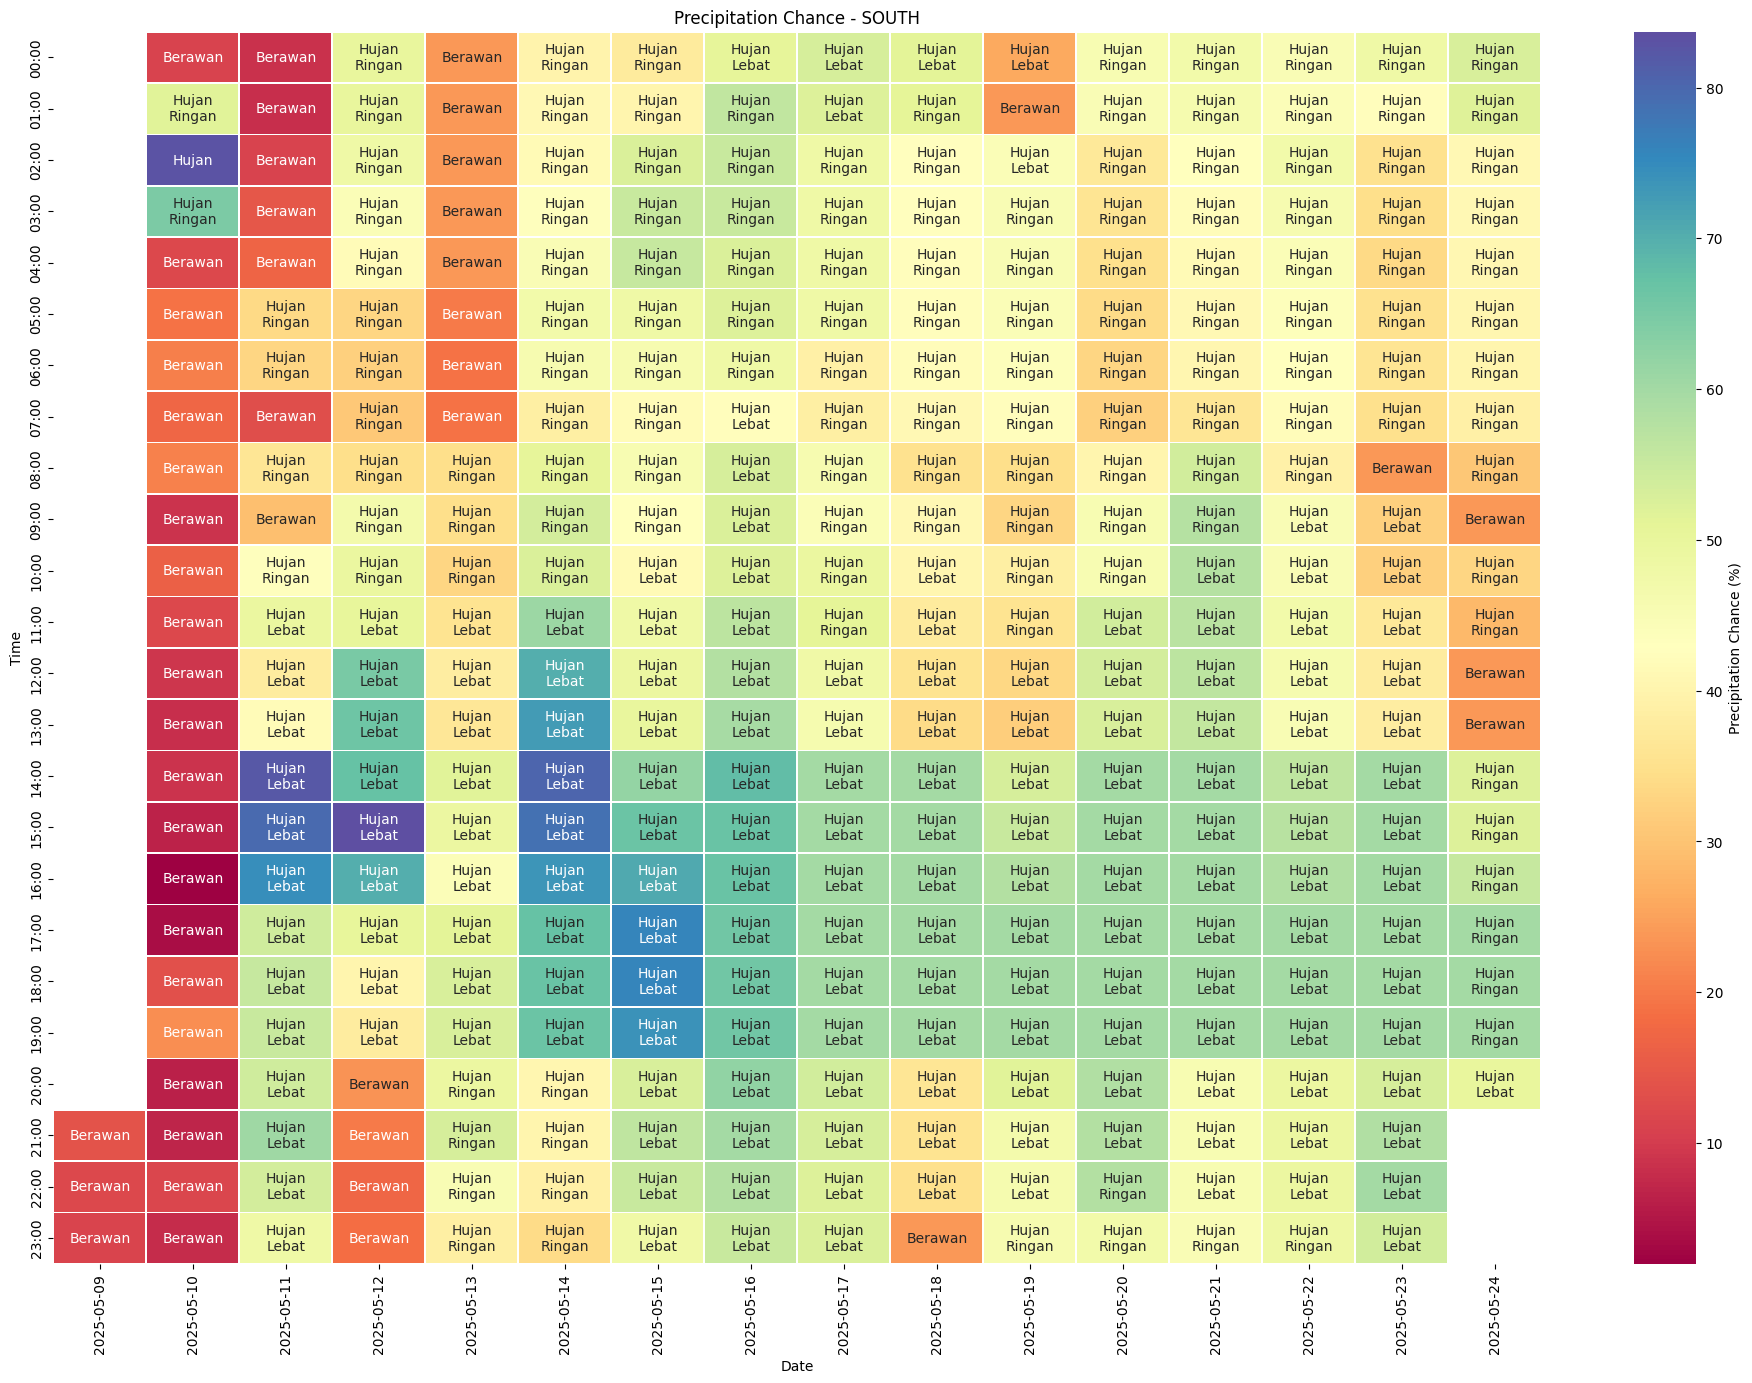 Precipitation Chance - SOUTH
00:00 Berawan Berawan Hujan Ringan Berawan Hujan Ringan Hujan Ringan Hujan Lebat Hujan Lebat Hujan Lebat Hujan Lebat Hujan Ringan Hujan Ringan Hujan Ringan Hujan Ringan Hujan Ringan
01:00 Hujan Ringan Berawan Hujan Ringan Berawan Hujan Ringan Hujan Ringan Hujan Ringan Hujan Lebat Hujan Ringan Berawan Hujan Ringan Hujan Ringan Hujan Ringan Hujan Ringan Hujan Ringan
02:00 Hujan Berawan Hujan Ringan Berawan Hujan Ringan Hujan Ringan Hujan Ringan Hujan Ringan Hujan Ringan Hujan Lebat Hujan Ringan Hujan Ringan Hujan Ringan Hujan Ringan Hujan Ringan
03:00 Hujan Ringan Berawan Hujan Ringan Berawan Hujan Ringan Hujan Ringan Hujan Ringan Hujan Ringan Hujan Ringan Hujan Ringan Hujan Ringan Hujan Ringan Hujan Ringan Hujan Ringan Hujan Ringan
04:00 Berawan Berawan Hujan Ringan Berawan Hujan Ringan Hujan Ringan Hujan Ringan Hujan Ringan Hujan Ringan Hujan Ringan Hujan Ringan Hujan Ringan Hujan Ringan Hujan Ringan Hujan Ringan
05:00 Berawan Hujan Ringan Hujan Ringan Berawan Hujan Ringan Hujan Ringan Hujan Ringan Hujan Ringan Hujan Ringan Hujan Ringan Hujan Ringan Hujan Ringan Hujan Ringan Hujan Ringan Hujan Ringan
06:00 Berawan Hujan Ringan Hujan Ringan Berawan Hujan Ringan Hujan Ringan Hujan Ringan Hujan Ringan Hujan Ringan Hujan Ringan Hujan Ringan Hujan Ringan Hujan Ringan Hujan Ringan Hujan Ringan
07:00 Berawan Berawan Hujan Ringan Berawan Hujan Ringan Hujan Ringan Hujan Lebat Hujan Ringan Hujan Ringan Hujan Ringan Hujan Ringan Hujan Ringan Hujan Ringan Hujan Ringan Hujan Ringan
08:00 Berawan Hujan Ringan Hujan Ringan Hujan Ringan Hujan Ringan Hujan Ringan Hujan Lebat Hujan Ringan Hujan Ringan Hujan Ringan Hujan Ringan Hujan Ringan Hujan Ringan Berawan Hujan Ringan
09:00 Berawan Berawan Hujan Ringan Hujan Ringan Hujan Ringan Hujan Ringan Hujan Lebat Hujan Ringan Hujan Ringan Hujan Ringan Hujan Ringan Hujan Ringan Hujan Lebat Hujan Lebat Berawan
10:00 Berawan Hujan Ringan Hujan Ringan Hujan Ringan Hujan Ringan Hujan Lebat Hujan Lebat Hujan Ringan Hujan Lebat Hujan Ringan Hujan Ringan Hujan Lebat Hujan Lebat Hujan Lebat Hujan Ringan
11:00 Berawan Hujan Lebat Hujan Lebat Hujan Lebat Hujan Lebat Hujan Lebat Hujan Lebat Hujan Ringan Hujan Lebat Hujan Ringan Hujan Lebat Hujan Lebat Hujan Lebat Hujan Lebat Hujan Ringan
12:00 Berawan Hujan Lebat Hujan Lebat Hujan Lebat Hujan Lebat Hujan Lebat Hujan Lebat Hujan Lebat Hujan Lebat Hujan Lebat Hujan Lebat Hujan Lebat Hujan Lebat Hujan Lebat Berawan
13:00 Berawan Hujan Lebat Hujan Lebat Hujan Lebat Hujan Lebat Hujan Lebat Hujan Lebat Hujan Lebat Hujan Lebat Hujan Lebat Hujan Lebat Hujan Lebat Hujan Lebat Hujan Lebat Berawan
14:00 Berawan Hujan Lebat Hujan Lebat Hujan Lebat Hujan Lebat Hujan Lebat Hujan Lebat Hujan Lebat Hujan Lebat Hujan Lebat Hujan Lebat Hujan Lebat Hujan Lebat Hujan Lebat Hujan Ringan
15:00 Berawan Hujan Lebat Hujan Lebat Hujan Lebat Hujan Lebat Hujan Lebat Hujan Lebat Hujan Lebat Hujan Lebat Hujan Lebat Hujan Lebat Hujan Lebat Hujan Lebat Hujan Lebat Hujan Ringan
16:00 Berawan Hujan Lebat Hujan Lebat Hujan Lebat Hujan Lebat Hujan Lebat Hujan Lebat Hujan Lebat Hujan Lebat Hujan Lebat Hujan Lebat Hujan Lebat Hujan Lebat Hujan Lebat Hujan Ringan
17:00 Berawan Hujan Lebat Hujan Lebat Hujan Lebat Hujan Lebat Hujan Lebat Hujan Lebat Hujan Lebat Hujan Lebat Hujan Lebat Hujan Lebat Hujan Lebat Hujan Lebat Hujan Lebat Hujan Ringan
18:00 Berawan Hujan Lebat Hujan Lebat Hujan Lebat Hujan Lebat Hujan Lebat Hujan Lebat Hujan Lebat Hujan Lebat Hujan Lebat Hujan Lebat Hujan Lebat Hujan Lebat Hujan Lebat Hujan Ringan
19:00 Berawan Hujan Lebat Hujan Lebat Hujan Lebat Hujan Lebat Hujan Lebat Hujan Lebat Hujan Lebat Hujan Lebat Hujan Lebat Hujan Lebat Hujan Lebat Hujan Lebat Hujan Lebat Hujan Ringan
20:00 Berawan Hujan Lebat Berawan Hujan Ringan Hujan Ringan Hujan Lebat Hujan Lebat Hujan Lebat Hujan Lebat Hujan Lebat Hujan Lebat Hujan Lebat Hujan Lebat Hujan Lebat Hujan Lebat
21:00 Berawan Berawan Hujan Lebat Berawan Hujan Ringan Hujan Ringan Hujan Lebat Hujan Lebat Hujan Lebat Hujan Lebat Hujan Lebat Hujan Lebat Hujan Lebat Hujan Lebat Hujan Lebat
22:00 Berawan Berawan Hujan Lebat Berawan Hujan Ringan Hujan Ringan Hujan Lebat Hujan Lebat Hujan Lebat Hujan Lebat Hujan Lebat Hujan Ringan Hujan Lebat Hujan Lebat Hujan Lebat
23:00 Berawan Berawan Hujan Lebat Berawan Hujan Ringan Hujan Ringan Hujan Lebat Hujan Lebat Hujan Lebat Berawan Hujan Ringan Hujan Ringan Hujan Ringan Hujan Ringan Hujan Lebat
Time
2025-05-09 2025-05-10 2025-05-11 2025-05-12 2025-05-13 2025-05-14 2025-05-15 2025-05-16 2025-05-17 2025-05-18 2025-05-19 2025-05-20 2025-05-21 2025-05-22 2025-05-23 2025-05-24
Date
80
70
60
50
40
30
20
10
Precipitation Chance (%)